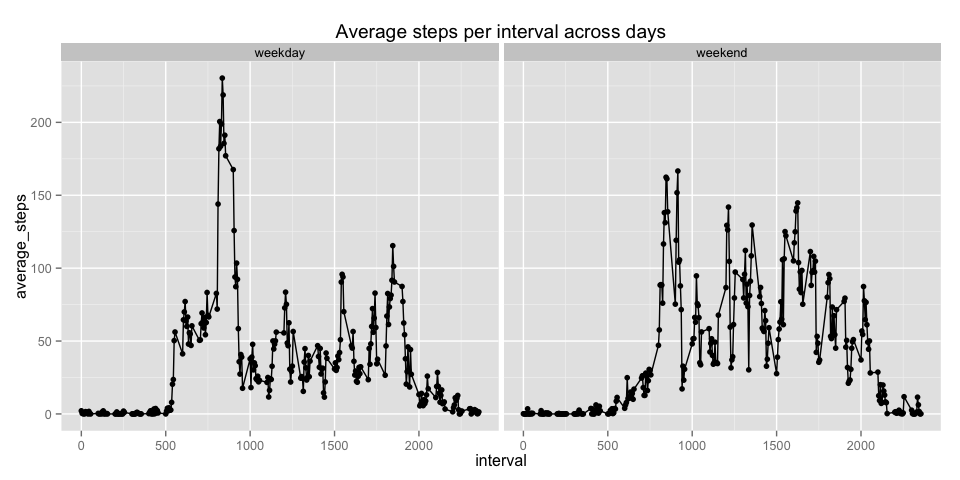 Average steps per interval across days
weekday
weekend
average_steps
200
150
100
50
0
0 500 1000 1500 2000
0 500 1000 1500 2000
interval